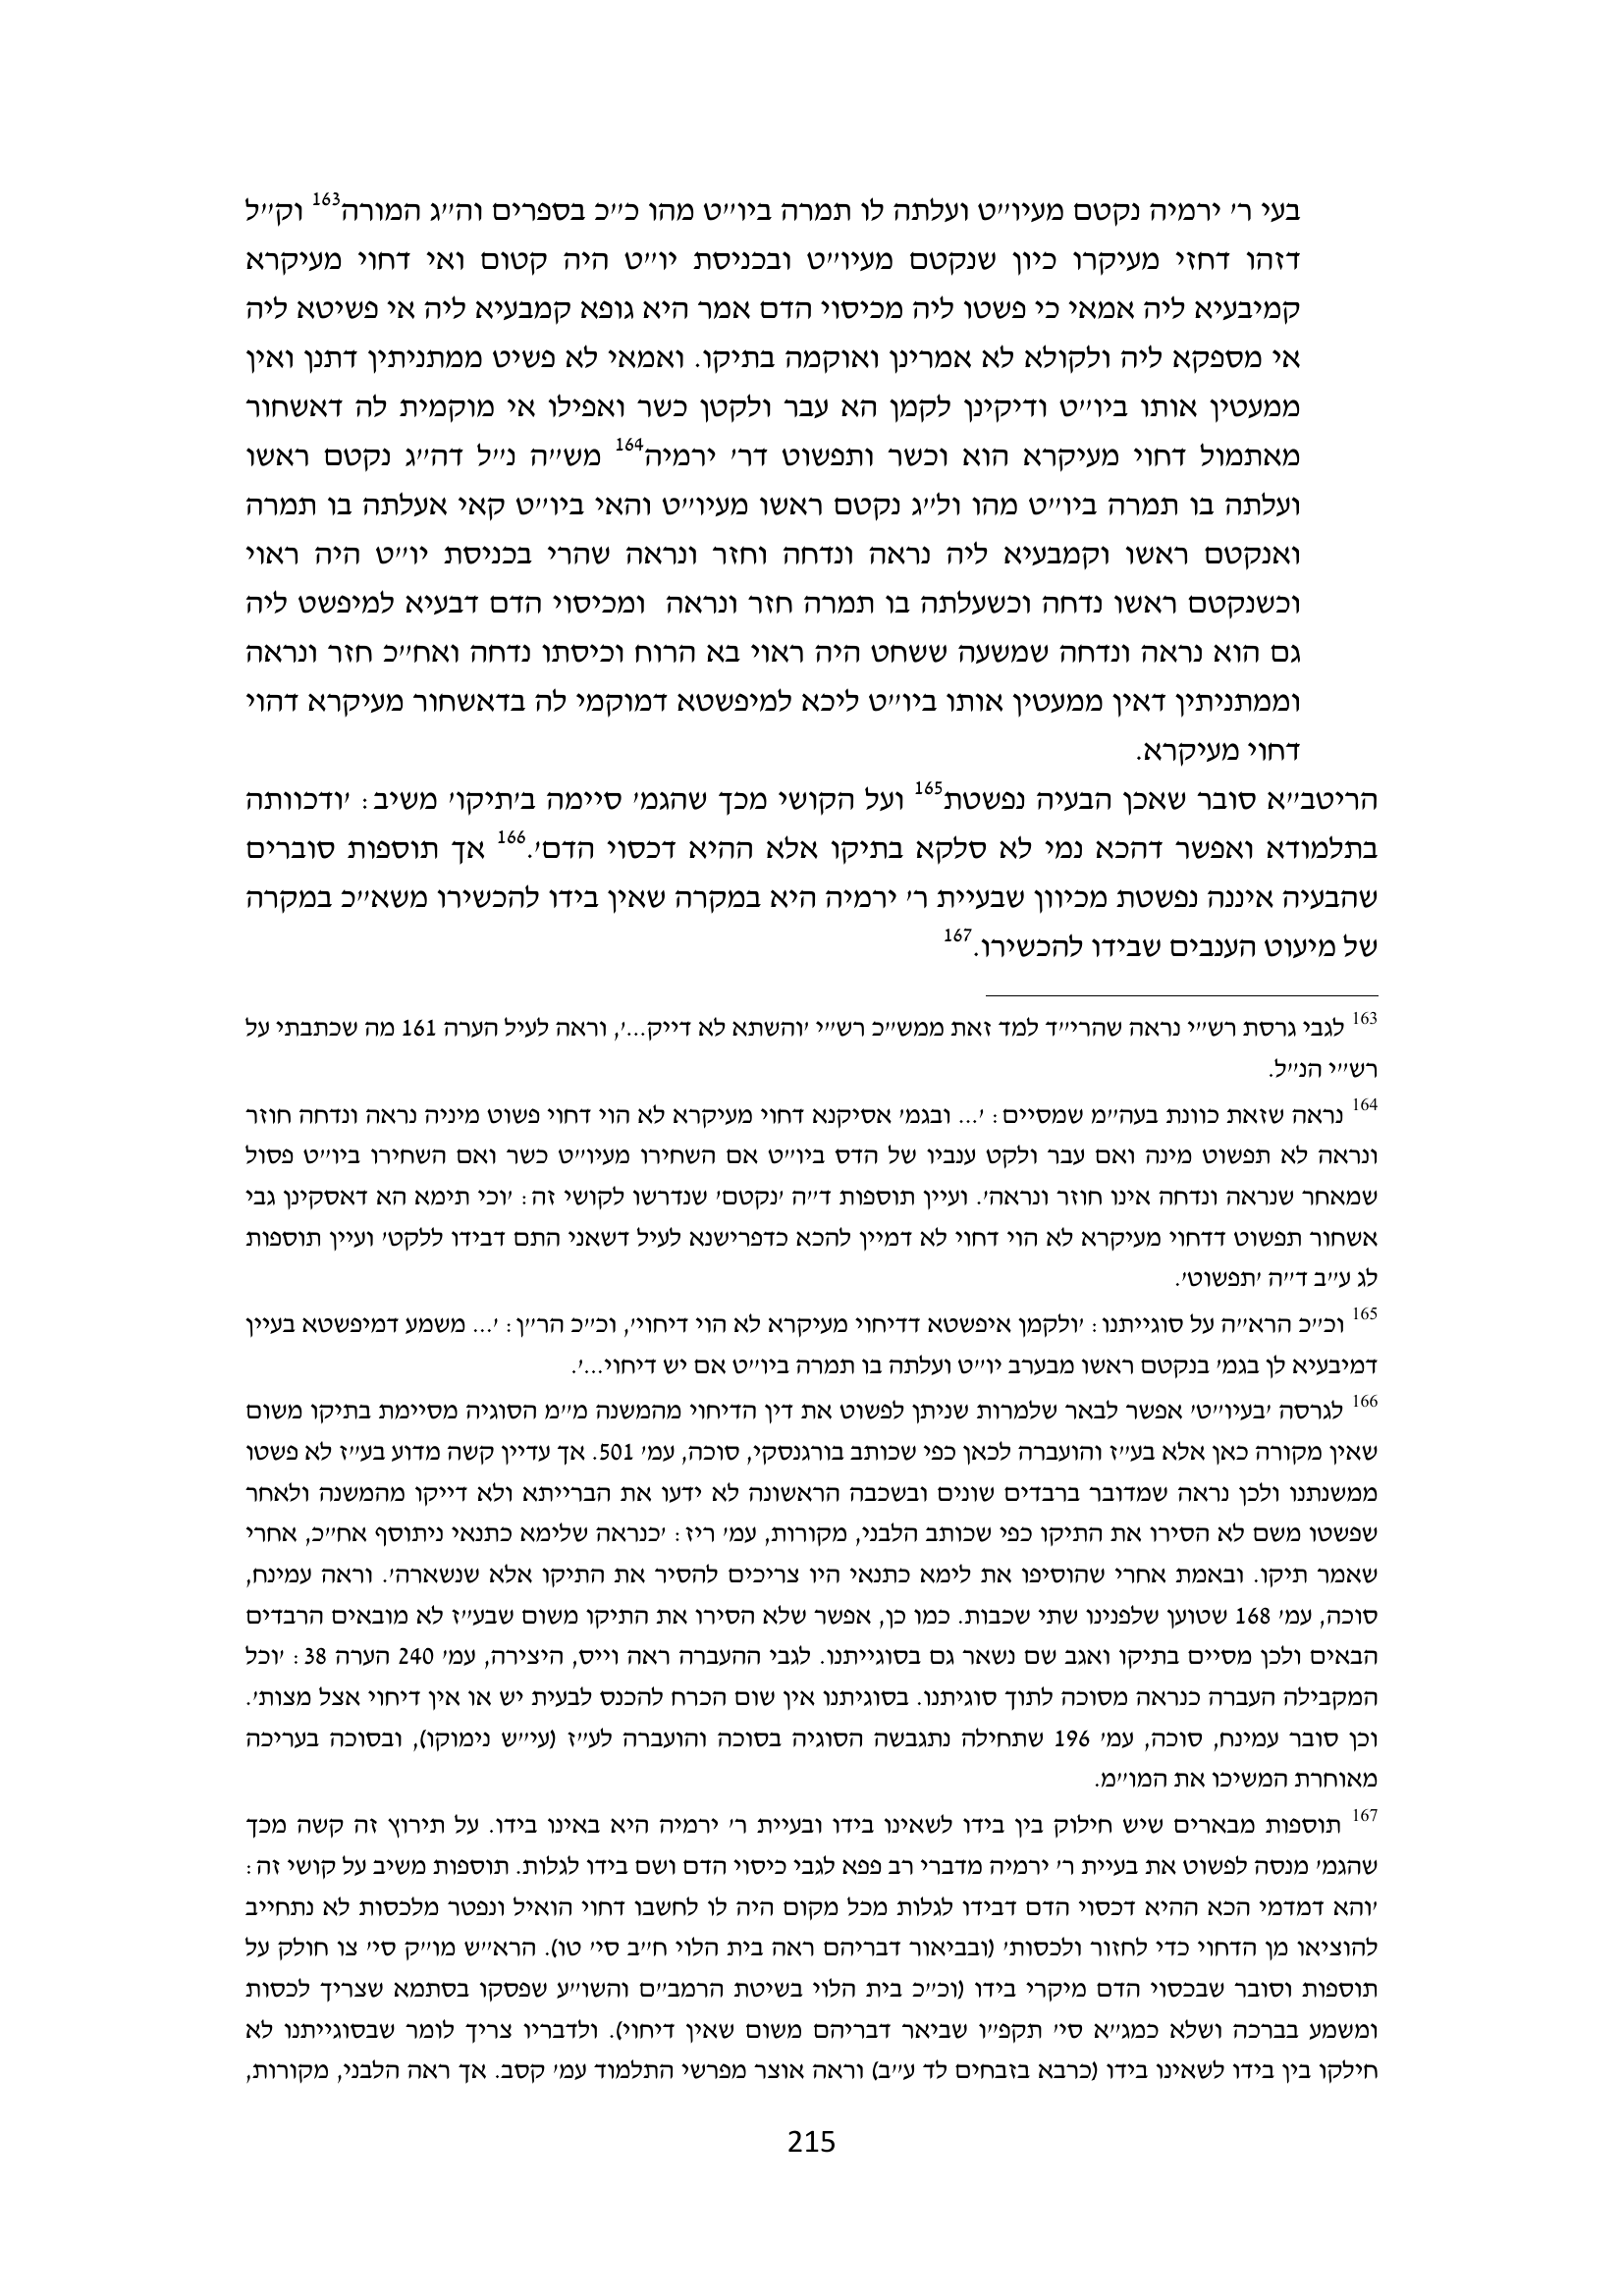 בעי ר' ירמיה נקטם מעיו"ט ועלתה לו תמרה ביו"ט מהו כ"כ בספרים וה"ג המורה163 וק"ל
דזהו דחזי מעיקרו כיון שנקטם מעיו"ט ובכניסת יו"ט היה קטום ואי דחוי מעיקרא
קמיבעיא ליה אמאי כי פשטו ליה מכיסוי הדם אמר היא גופא קמבעיא ליה אי פשיטא ליה
אי מספקא ליה ולקולא לא אמרינן ואוקמה בתיקו. ואמאי לא פשיט ממתניתין דתנן ואין
ממעטין אותו ביו"ט ודיקינן לקמן הא עבר ולקטן כשר ואפילו אי מוקמית לה דאשחור
מאתמול דחוי מעיקרא הוא וכשר ותפשוט דר' ירמיה164 מש"ה נ"ל דה"ג נקטם ראשו
ועלתה בו תמרה ביו"ט מהו ול"ג נקטם ראשו מעיו"ט והאי ביו"ט קאי אעלתה בו תמרה
ואנקטם ראשו וקמבעיא ליה נראה ונדחה וחזר ונראה שהרי בכניסת יו"ט היה ראוי
וכשנקטם ראשו נדחה וכשעלתה בו תמרה חזר ונראה ומכיסוי הדם דבעיא למיפשט ליה
גם הוא נראה ונדחה שמשעה ששחט היה ראוי בא הרוח וכיסתו נדחה ואח"כ חזר ונראה
וממתניתין דאין ממעטין אותו ביו"ט ליכא למיפשטא דמוקמי לה בדאשחור מעיקרא דהוי
דחוי מעיקרא.
הריטב"א סובר שאכן הבעיה נפשטת165 ועל הקושי מכך שהגמ' סיימה ב'תיקו' משיב: 'ודכוותה
בתלמודא ואפשר דהכא נמי לא סלקא בתיקו אלא ההיא דכסוי הדם'.166 אך תוספות סוברים
שהבעיה איננה נפשטת מכיוון שבעיית ר' ירמיה היא במקרה שאין בידו להכשירו משא"כ במקרה
של מיעוט הענבים שבידו להכשירו.167
163 לגבי גרסת רש"י נראה שהרי"ד למד זאת ממש"כ רש"י 'והשתא לא דייק...', וראה לעיל הערה 161 מה שכתבתי על
רש"י הנ"ל.
164 נראה שזאת כוונת בעה"מ שמסיים: '... ובגמ' אסיקנא דחוי מעיקרא לא הוי דחוי פשוט מיניה נראה ונדחה חוזר
ונראה לא תפשוט מינה ואם עבר ולקט ענביו של הדס ביו"ט אם השחירו מעיו"ט כשר ואם השחירו ביו"ט פסול
שמאחר שנראה ונדחה אינו חוזר ונראה'. ועיין תוספות ד"ה 'נקטם' שנדרשו לקושי זה: 'וכי תימא הא דאסקינן גבי
אשחור תפשוט דדחוי מעיקרא לא הוי דחוי לא דמיין להכא כדפרישנא לעיל דשאני התם דבידו ללקט' ועיין תוספות
לג ע"ב ד"ה 'תפשוט'.
165 וכ"כ הרא"ה על סוגייתנו: 'ולקמן איפשטא דדיחוי מעיקרא לא הוי דיחוי', וכ"כ הר"ן: '... משמע דמיפשטא בעיין
דמיבעיא לן בגמ' בנקטם ראשו מבערב יו"ט ועלתה בו תמרה ביו"ט אם יש דיחוי...'.
166 לגרסה 'בעיו"ט' אפשר לבאר שלמרות שניתן לפשוט את דין הדיחוי מהמשנה מ"מ הסוגיה מסיימת בתיקו משום
שאין מקורה כאן אלא בע"ז והועברה לכאן כפי שכותב בורגנסקי, סוכה, עמ' 501. אך עדיין קשה מדוע בע"ז לא פשטו
ממשנתנו ולכן נראה שמדובר ברבדים שונים ובשכבה הראשונה לא ידעו את הברייתא ולא דייקו מהמשנה ולאחר
שפשטו משם לא הסירו את התיקו כפי שכותב הלבני, מקורות, עמ' ריז: 'כנראה שלימא כתנאי ניתוסף אח"כ, אחרי
שאמר תיקו. ובאמת אחרי שהוסיפו את לימא כתנאי היו צריכים להסיר את התיקו אלא שנשארה'. וראה עמינח,
סוכה, עמ' 168 שטוען שלפנינו שתי שכבות. כמו כן, אפשר שלא הסירו את התיקו משום שבע"ז לא מובאים הרבדים
הבאים ולכן מסיים בתיקו ואגב שם נשאר גם בסוגייתנו. לגבי ההעברה ראה וייס, היצירה, עמ' 240 הערה 38: 'וכל
המקבילה העברה כנראה מסוכה לתוך סוגיתנו. בסוגיתנו אין שום הכרח להכנס לבעית יש או אין דיחוי אצל מצות'.
וכן סובר עמינח, סוכה, עמ' 196 שתחילה נתגבשה הסוגיה בסוכה והועברה לע"ז (עי"ש נימוקו), ובסוכה בעריכה
מאוחרת המשיכו את המו"מ.
167 תוספות מבארים שיש חילוק בין בידו לשאינו בידו ובעיית ר' ירמיה היא באינו בידו. על תירוץ זה קשה מכך
שהגמ' מנסה לפשוט את בעיית ר' ירמיה מדברי רב פפא לגבי כיסוי הדם ושם בידו לגלות. תוספות משיב על קושי זה:
'והא דמדמי הכא ההיא דכסוי הדם דבידו לגלות מכל מקום היה לו לחשבו דחוי הואיל ונפטר מלכסות לא נתחייב
להוציאו מן הדחוי כדי לחזור ולכסות' (ובביאור דבריהם ראה בית הלוי ח"ב סי' טו). הרא"ש מו"ק סי' צו חולק על
תוספות וסובר שבכסוי הדם מיקרי בידו (וכ"כ בית הלוי בשיטת הרמב"ם והשו"ע שפסקו בסתמא שצריך לכסות
ומשמע בברכה ושלא כמג"א סי' תקפ"ו שביאר דבריהם משום שאין דיחוי). ולדבריו צריך לומר שבסוגייתנו לא
חילקו בין בידו לשאינו בידו (כרבא בזבחים לד ע"ב) וראה אוצר מפרשי התלמוד עמ' קסב. אך ראה הלבני, מקורות,
215